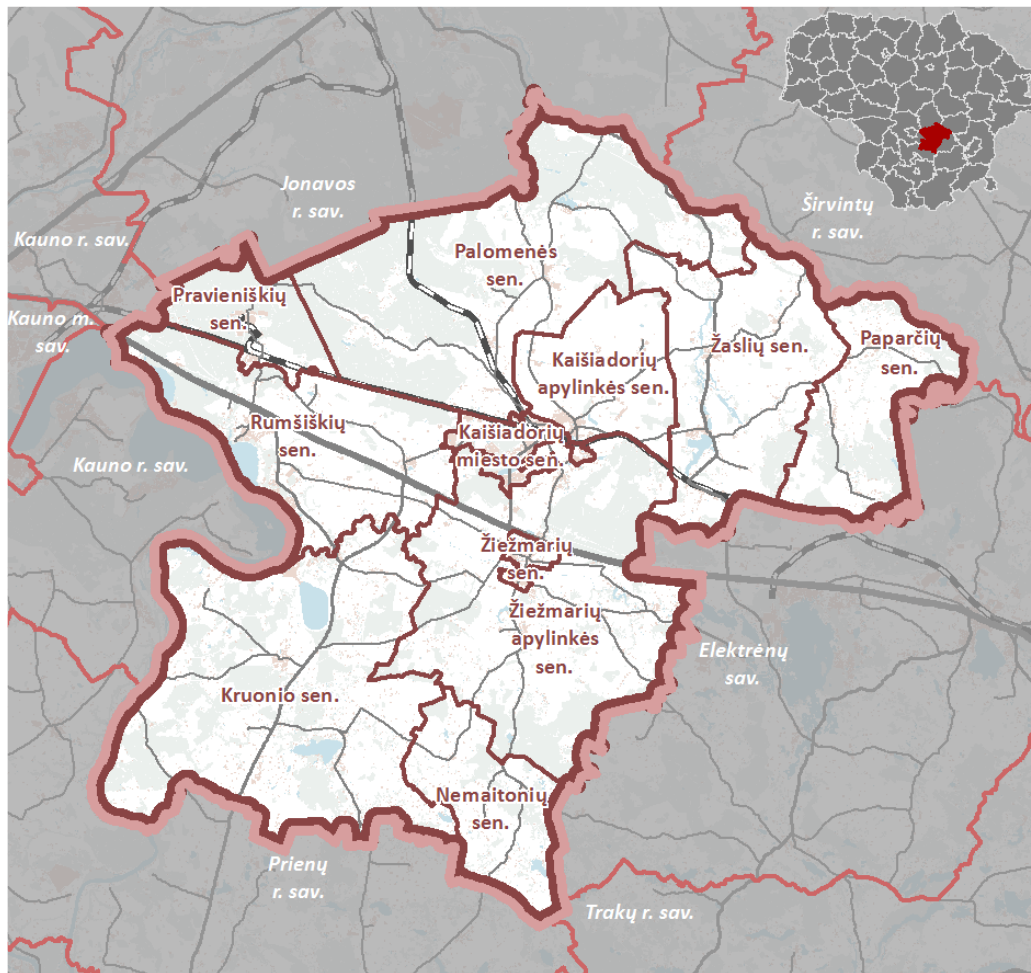 Jonavos
r. sav.
Širvintų
r. sav.
Kauno r. sav.
Palomenės
sen.
Pravieniškių
sen.
Kauno m.
sav.
Kaišiadorių
apylinkės sen.
Žaslių sen.
Paparčių
sen.
Rumšiškių
sen.
Kaišiadorių
miesto sen.
Kauno r. sav.
Žiežmarių
sen.
Žiežmarių
apylinkės
sen.
Elektrėnų
sav.
Kruonio sen.
Nemaitonių
sen.
Prienų
r. sav.
Trakų r. sav.